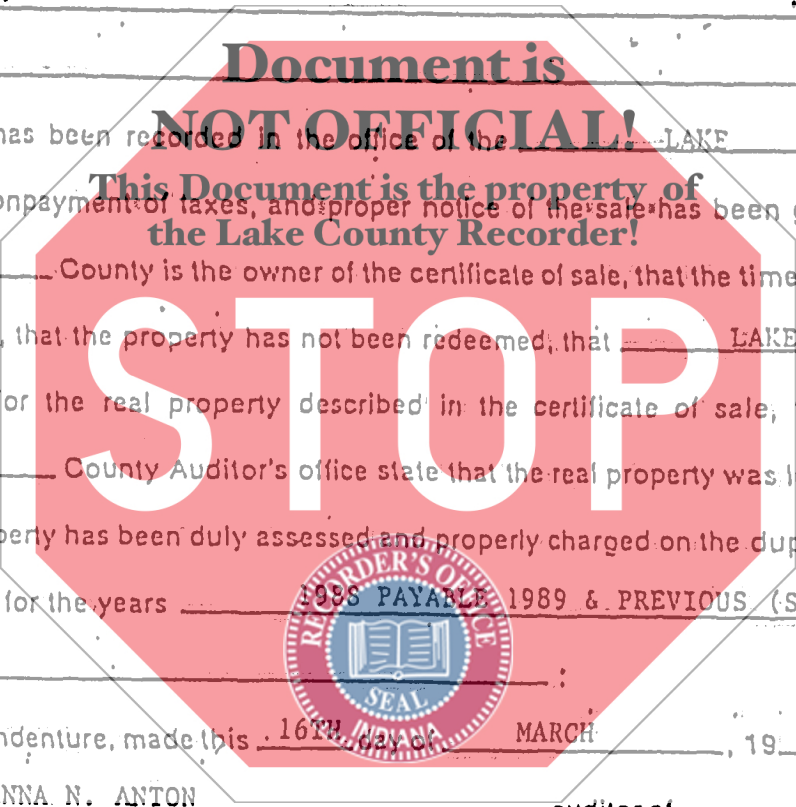 Document is
NOT OFFICIAL!
This Document is the property of
the Lake County Recorder!
STOP
has been recorded in the office of the LAKE
onpayment of taxes, and proper notice of the sale has been
County is the owner of the certificate of sale, that the time
, that the property has not been redeemed, that LAKE
or the real property described in the certificate of sale,
County Auditor's office state that the real property was
perty has been duly assessed and properly charged on the dup
for the years 1988 PAYABLE 1989 & PREVIOUS (S
RECORDER'S OFFICE
SEAL
INDIANA
ndenture, made this 16TH day of MARCH , 19
NNA N. ANTON auditor of